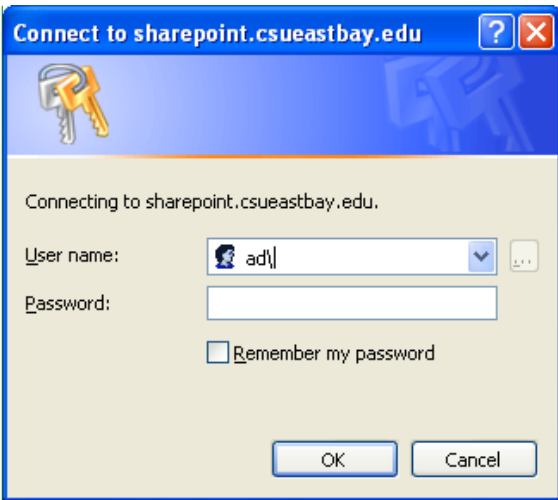 Connect to sharepoint.csueastbay.edu
Connecting to sharepoint.csueastbay.edu.
User name: ad\
...
Password:
Remember my password
OK Cancel